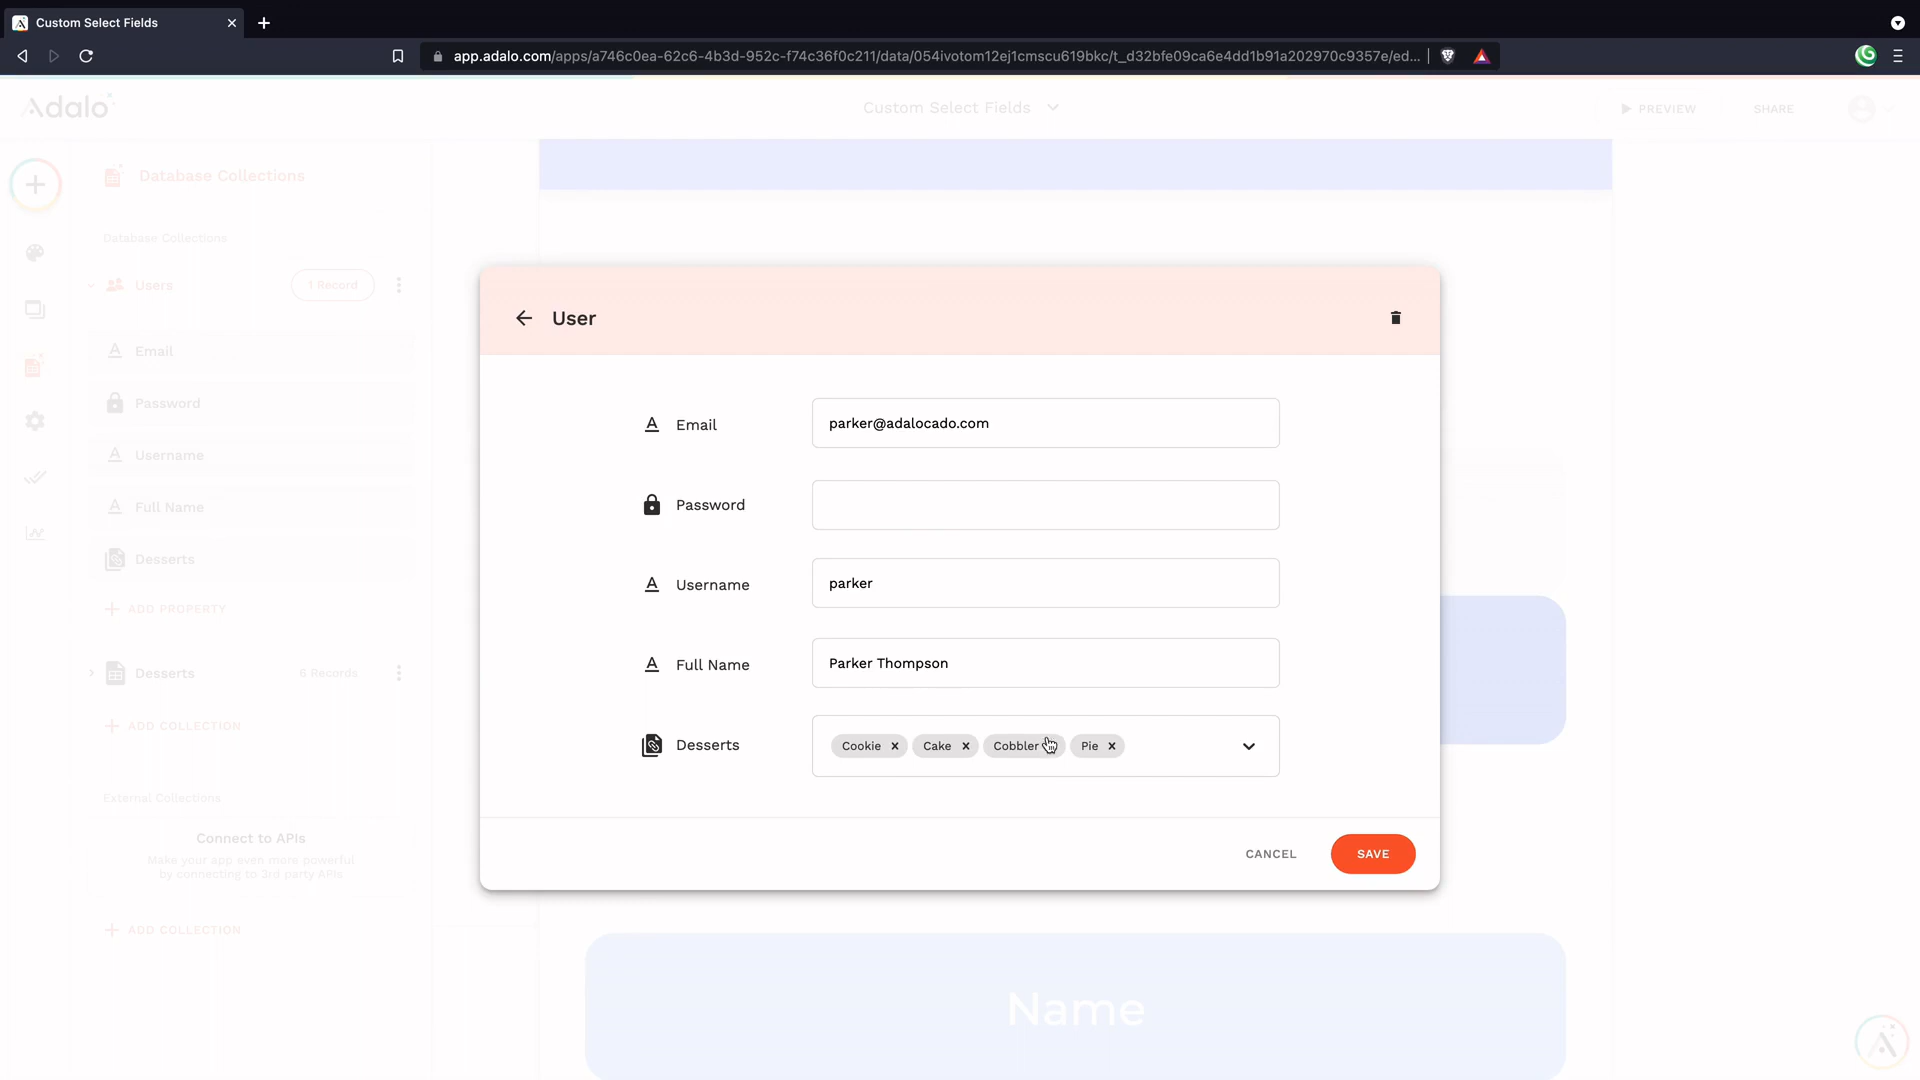 Custom Select Fields
app.adalo.com/apps/a746c0ea-62c6-4b3d-952c-f74c36f0c211/data/054ivotom12ej1cmscu619bkc/t_d32bfe09ca6e4dd1b91a202970c9357e/ed...
Adalo
Custom Select Fields
PREVIEW
SHARE
Database Collections
Database Collections
Users
1 Record
Email
Password
Username
Full Name
Desserts
ADD PROPERTY
Desserts
6 Records
ADD COLLECTION
External Collections
Connect to APIs
Make your app even more powerful
by connecting to 3rd party APIs
ADD COLLECTION
User
Email
parker@adalocado.com
Password
Username
parker
Full Name
Parker Thompson
Desserts
Cookie
Cake
Cobbler
Pie
CANCEL
SAVE
Name